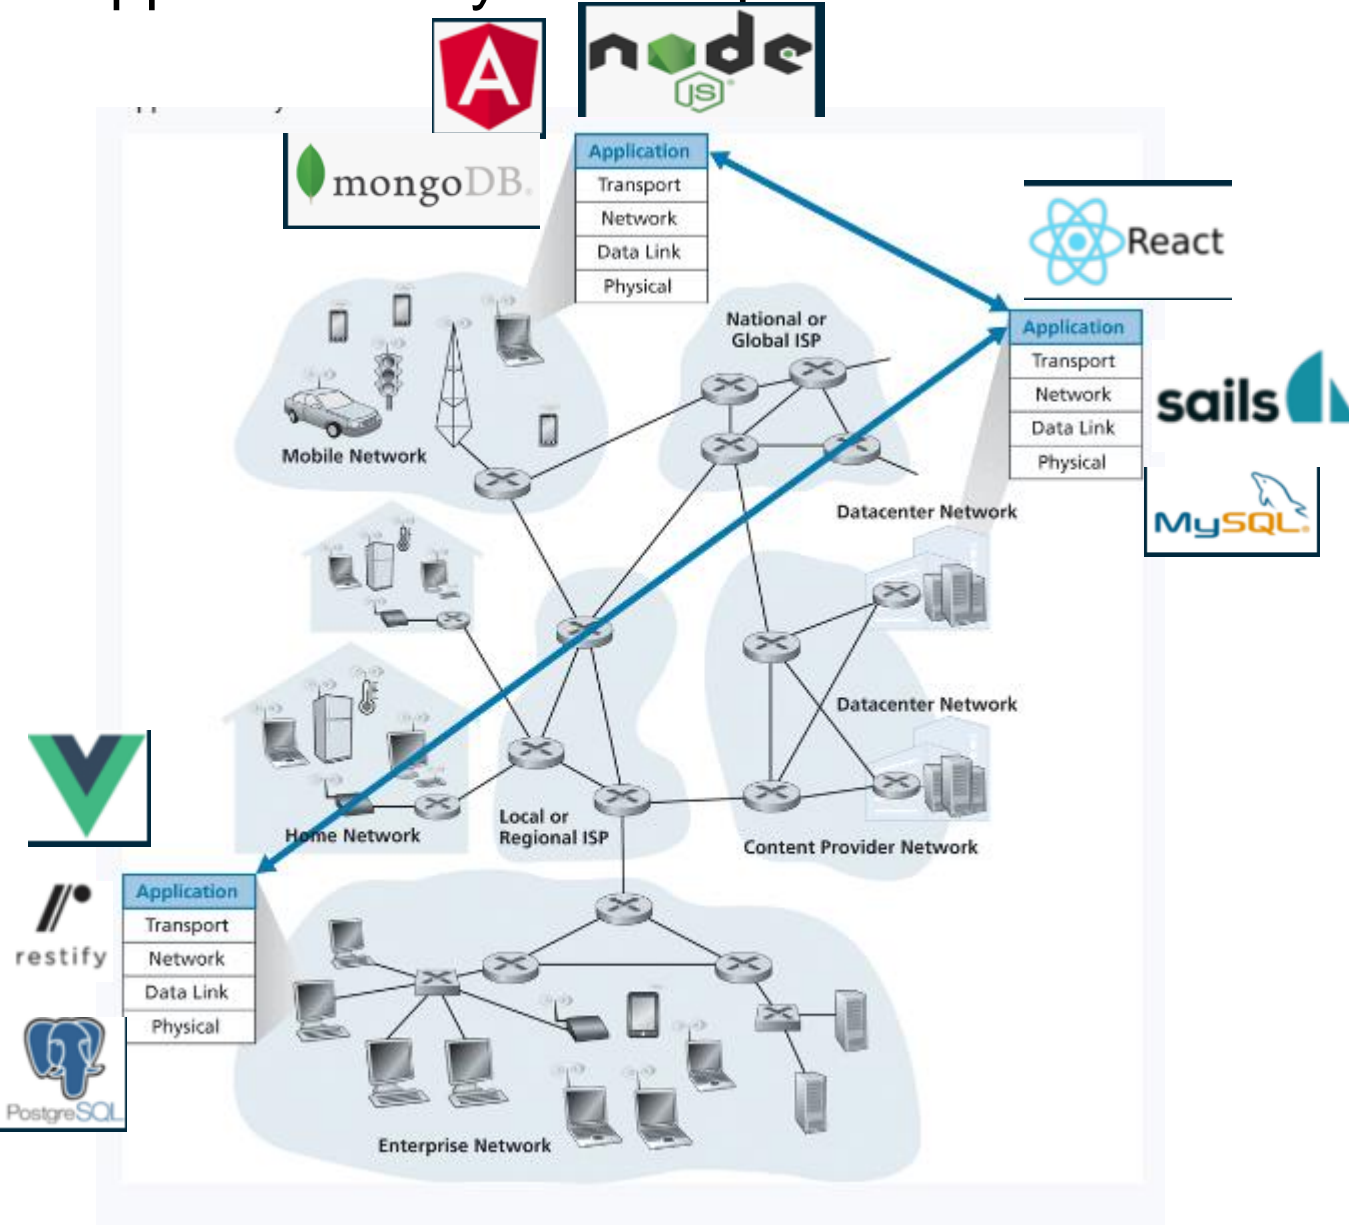 A
node
JS
mongoDB.
Application
Transport
Network
Data Link
Physical
React
Application
Transport
Network
Data Link
Physical
sails
MySQL
National or
Global ISP
Mobile Network
Datacenter Network
Datacenter Network
Home Network
Local or
Regional ISP
Content Provider Network
restify
Application
Transport
Network
Data Link
Physical
PostgreSQL
Enterprise Network